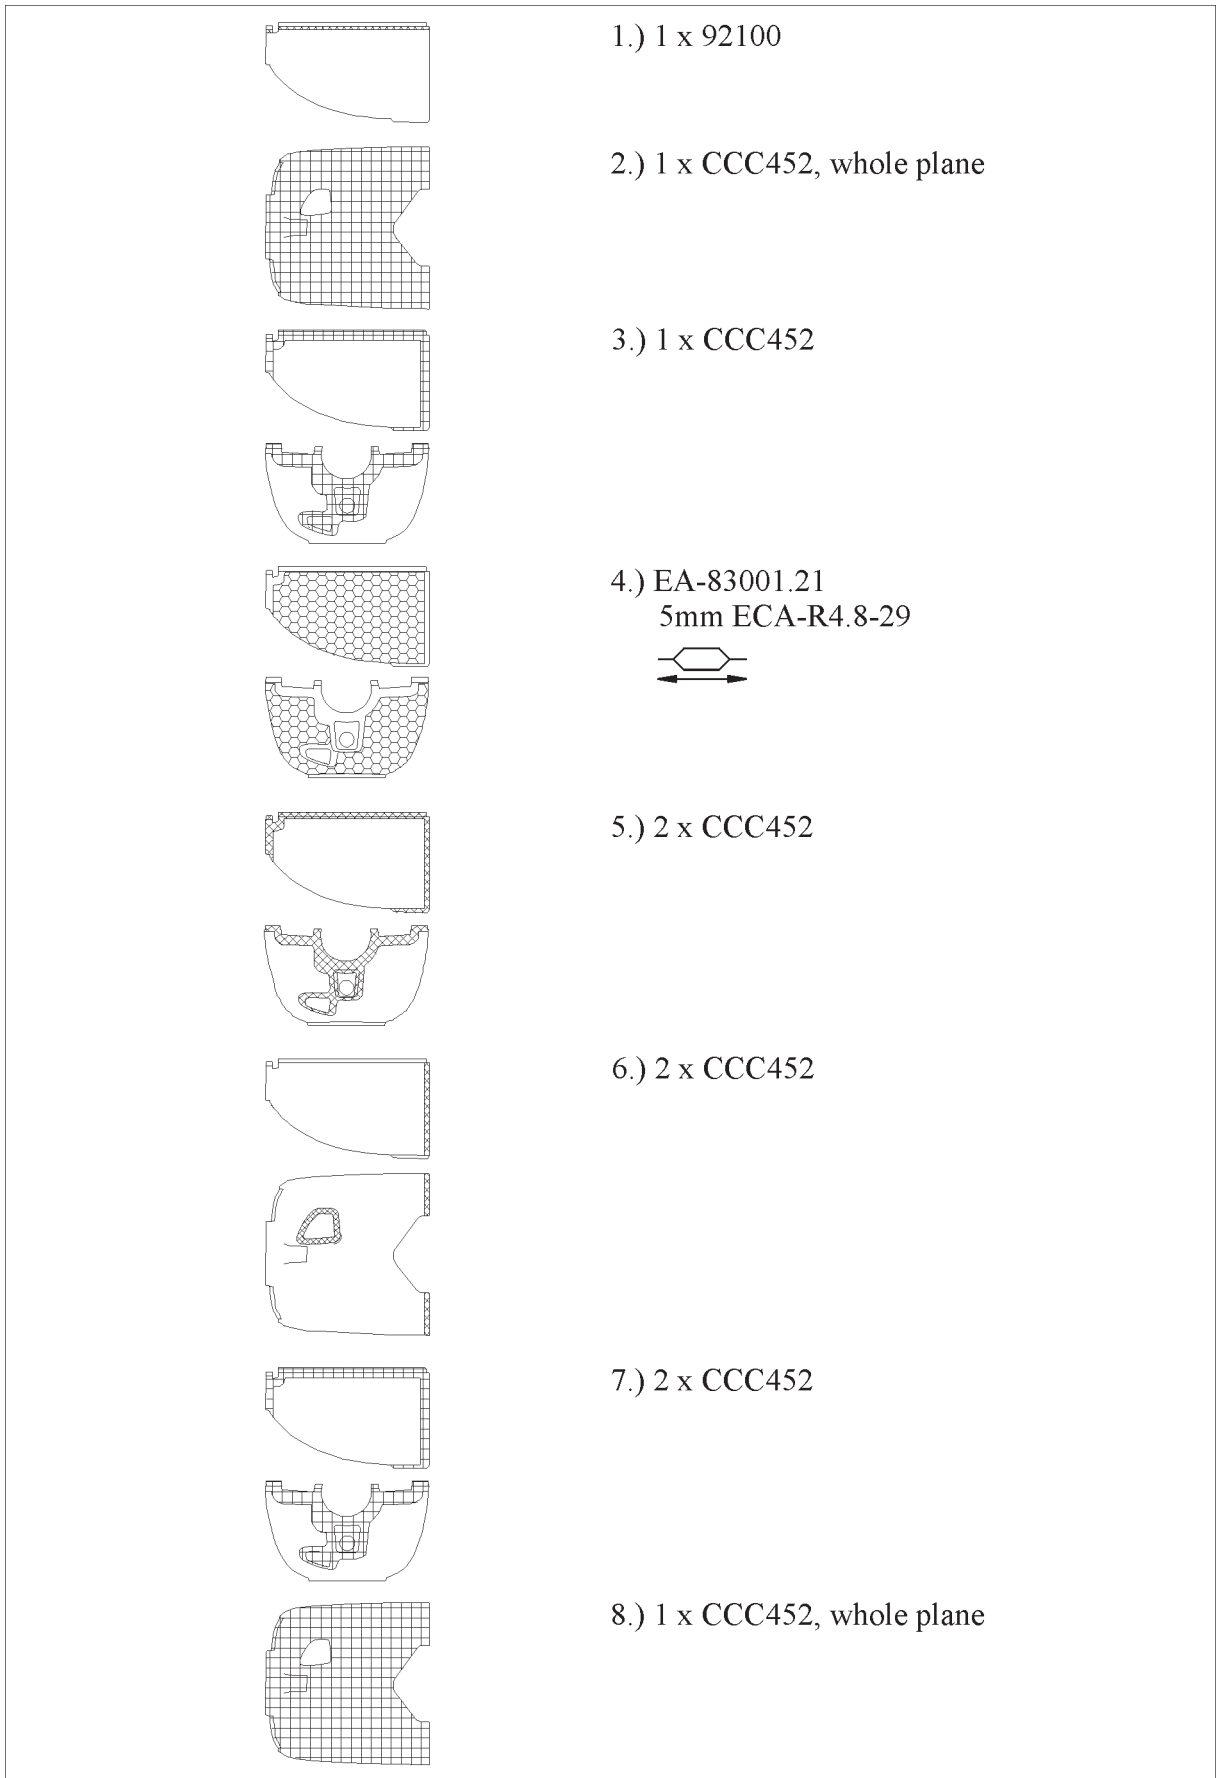 1.) 1 x 92100
2.) 1 x CCC452, whole plane
3.) 1 x CCC452
4.) EA-83001.21
5mm ECA-R4.8-29
5.) 2 x CCC452
6.) 2 x CCC452
7.) 2 x CCC452
8.) 1 x CCC452, whole plane